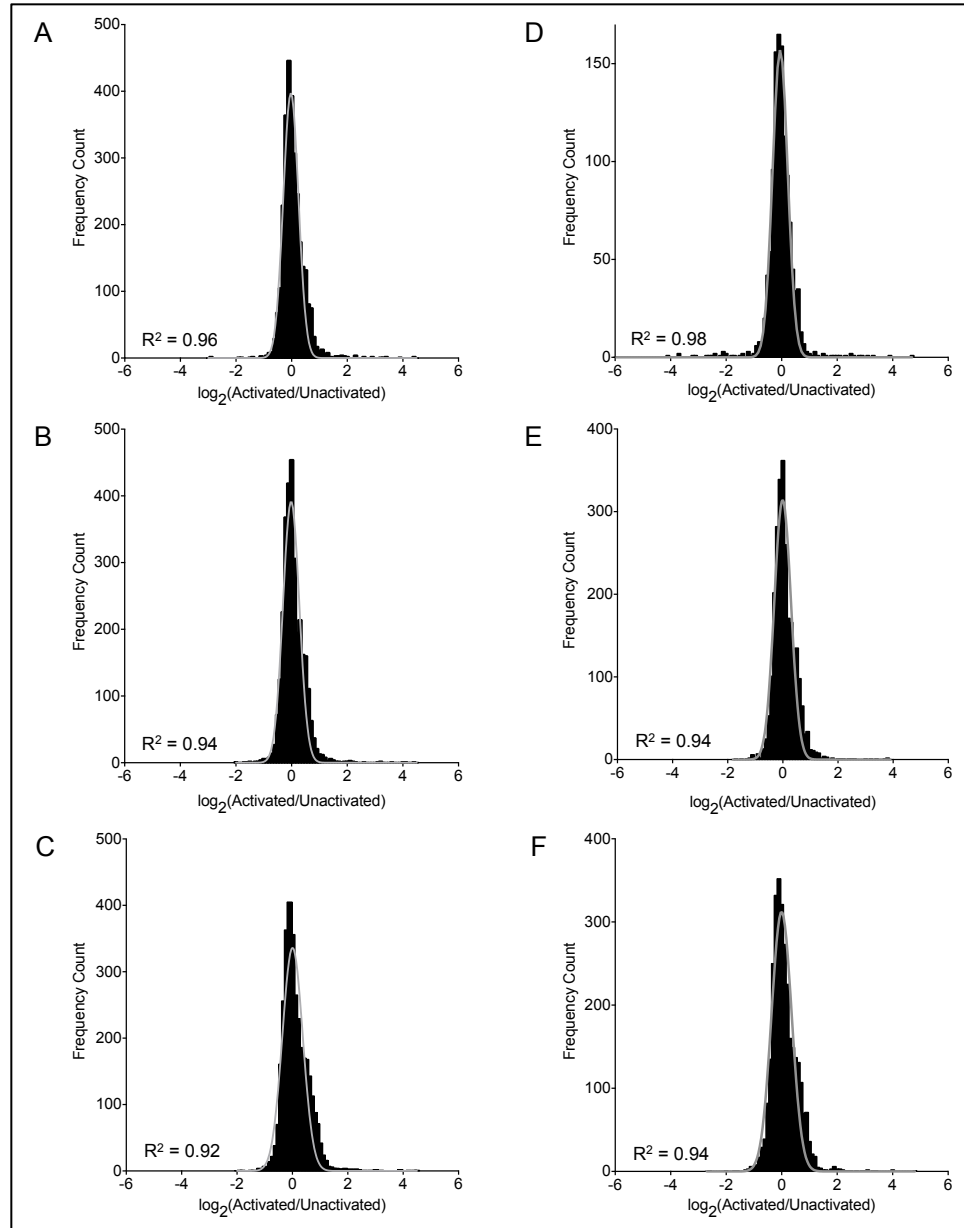 A
500
400
300
200
100
0
Frequency Count
R² = 0.96
-6 -4 -2 0 2 4 6
log₂(Activated/Unactivated)
D
150
100
50
0
Frequency Count
R² = 0.98
-6 -4 -2 0 2 4 6
log₂(Activated/Unactivated)
B
500
400
300
200
100
0
Frequency Count
R² = 0.94
-6 -4 -2 0 2 4 6
log₂(Activated/Unactivated)
E
400
300
200
100
0
Frequency Count
R² = 0.94
-6 -4 -2 0 2 4 6
log₂(Activated/Unactivated)
C
500
400
300
200
100
0
Frequency Count
R² = 0.92
-6 -4 -2 0 2 4 6
log₂(Activated/Unactivated)
F
400
300
200
100
0
Frequency Count
R² = 0.94
-6 -4 -2 0 2 4 6
log₂(Activated/Unactivated)